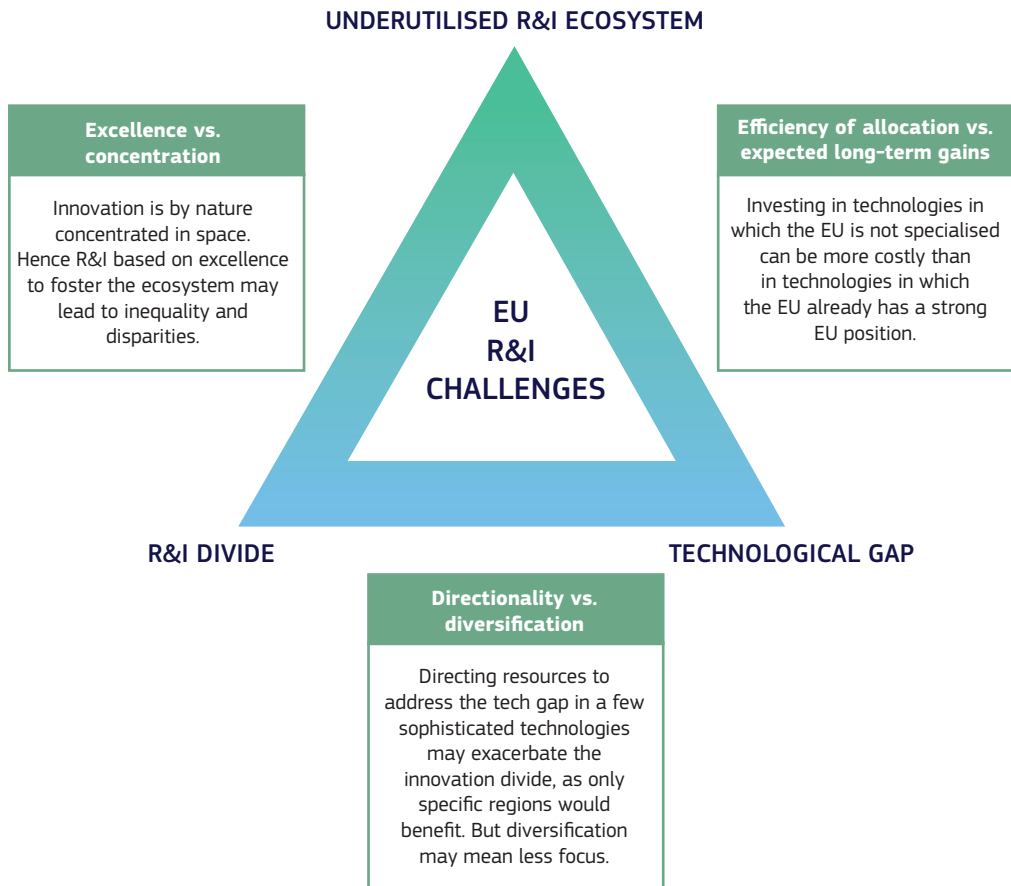 UNDERUTILISED R&I ECOSYSTEM
Excellence vs.
concentration
Innovation is by nature
concentrated in space.
Hence R&I based on excellence
to foster the ecosystem may
lead to inequality and
disparities.
Efficiency of allocation vs.
expected long-term gains
Investing in technologies in
which the EU is not specialised
can be more costly than
in technologies in which
the EU already has a strong
EU position.
EU
R&I
CHALLENGES
R&I DIVIDE
TECHNOLOGICAL GAP
Directionality vs.
diversification
Directing resources to
address the tech gap in a few
sophisticated technologies
may exacerbate the
innovation divide, as only
specific regions would
benefit. But diversification
may mean less focus.